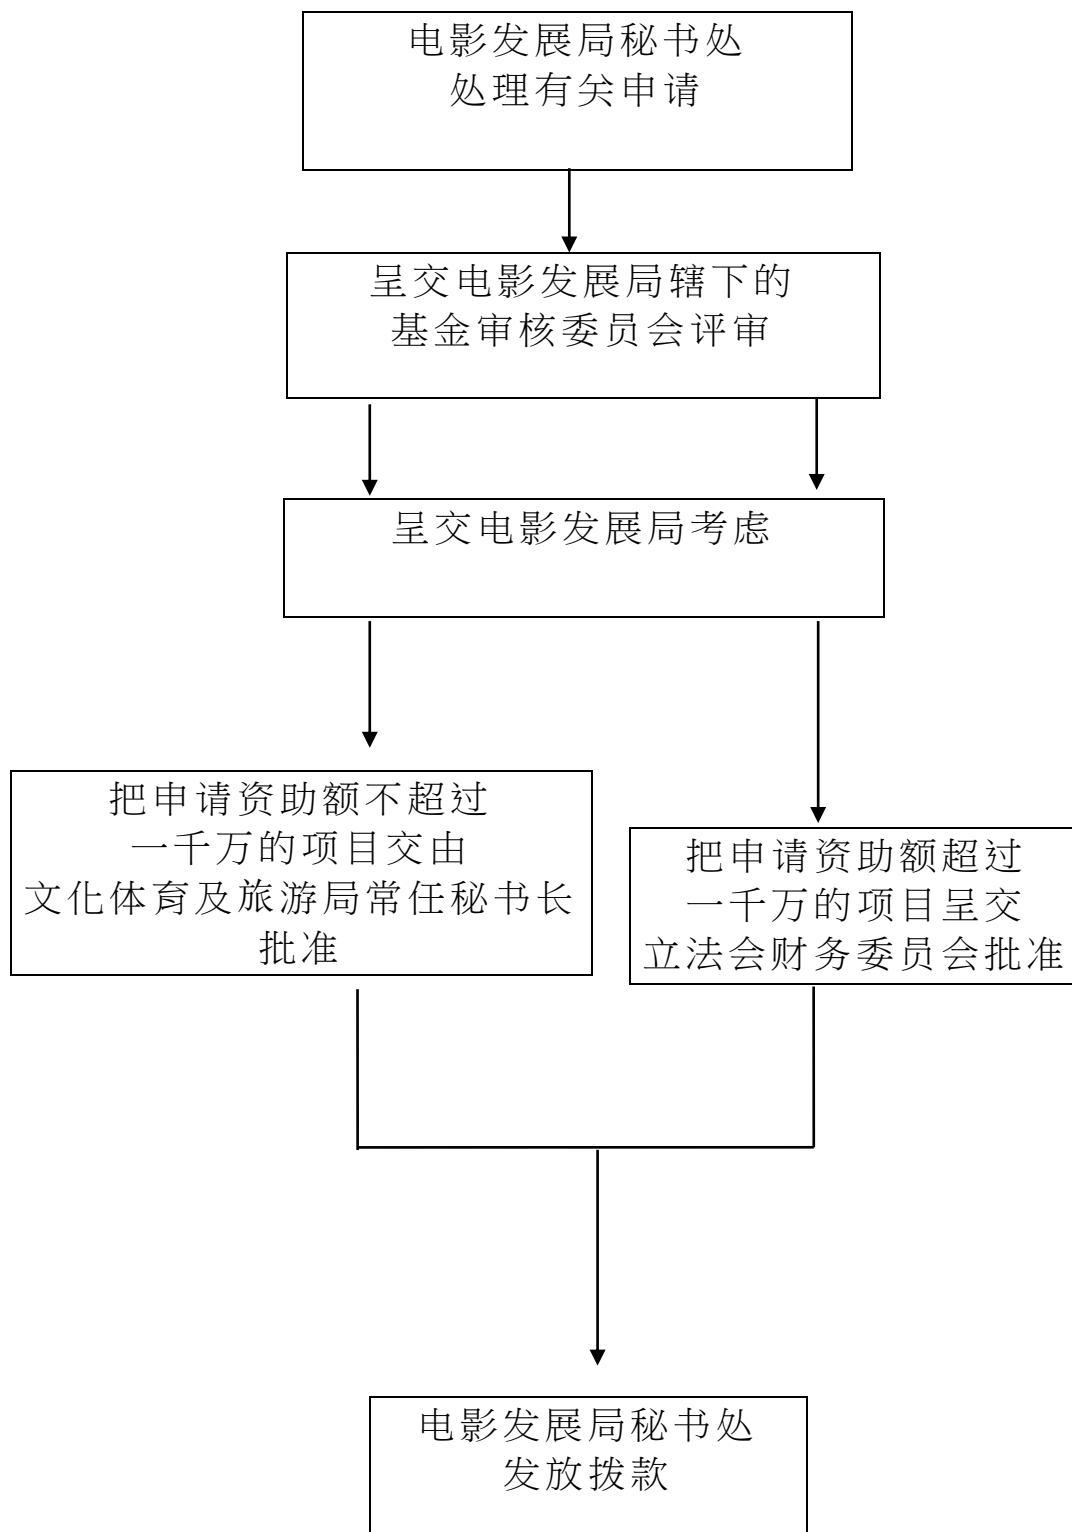 电影发展局秘书处
处理有关申请
呈交电影发展局辖下的
基金审核委员会评审
呈交电影发展局考虑
把申请资助额不超过
一千万的项目交由
文化体育及旅游局常任秘书长
批准
把申请资助额超过
一千万的项目呈交
立法会财务委员会批准
电影发展局秘书处
发放拨款